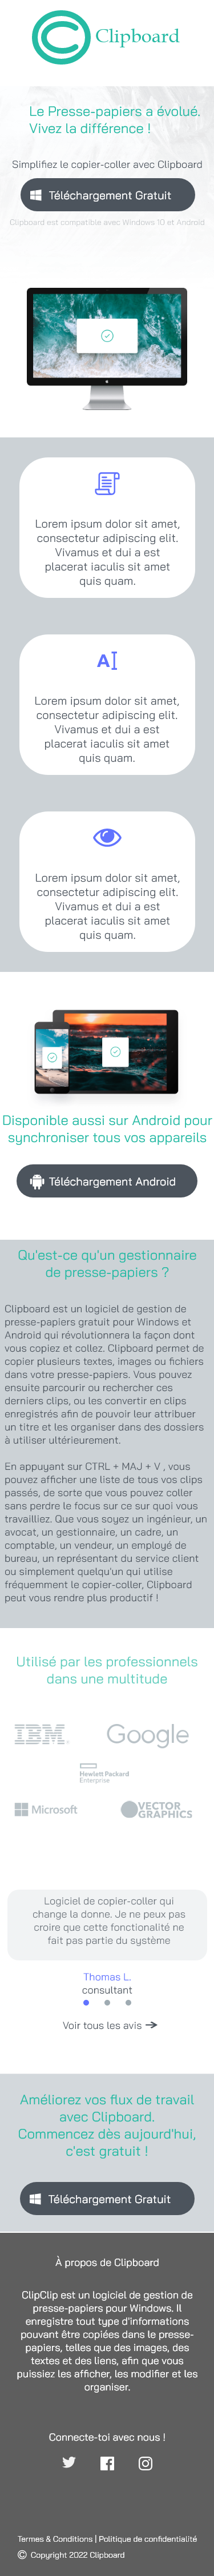 Clipboard
Le Presse-papiers a évolué.
Vivez la différence !
Simplifiez le copier-coller avec Clipboard
Téléchargement Gratuit
Clipboard est compatible avec Windows 10 et Android
Lorem ipsum dolor sit amet,
consectetur adipiscing elit.
Vivamus et dui a est
placerat iaculis sit amet
quis quam.
A
Lorem ipsum dolor sit amet,
consectetur adipiscing elit.
Vivamus et dui a est
placerat iaculis sit amet
quis quam.
Lorem ipsum dolor sit amet,
consectetur adipiscing elit.
Vivamus et dui a est
placerat iaculis sit amet
quis quam.
Disponible aussi sur Android pour
synchroniser tous vos appareils
Téléchargement Android
Qu'est-ce qu'un gestionnaire
de presse-papiers ?
Clipboard est un logiciel de gestion de
presse-papiers gratuit pour Windows et
Android qui révolutionnera la façon dont
vous copiez et collez. Clipboard permet de
copier plusieurs textes, images ou fichiers
dans votre presse-papiers. Vous pouvez
ensuite parcourir ou rechercher ces
derniers clips, ou les convertir en clips
enregistrés afin de pouvoir leur attribuer
un titre et les organiser dans des dossiers
à utiliser ultérieurement.
En appuyant sur CTRL + MAJ + V , vous
pouvez afficher une liste de tous vos clips
passés, de sorte que vous pouvez coller
sans perdre le focus sur ce sur quoi vous
travailliez. Que vous soyez un ingénieur, un
avocat, un gestionnaire, un cadre, un
comptable, un vendeur, un employé de
bureau, un représentant du service client
ou simplement quelqu'un qui utilise
fréquemment le copier-coller, Clipboard
peut vous rendre plus productif !
Utilisé par les professionnels
dans une multitude
IBM
Google
Hewlett Packard
Enterprise
Microsoft
VECTOR
GRAPHICS
Logiciel de copier-coller qui
change la donne. Je ne peux pas
croire que cette fonctionalité ne
fait pas partie du système
Thomas L.
consultant
Voir tous les avis
Améliorez vos flux de travail
avec Clipboard.
Commencez dès aujourd'hui,
c'est gratuit !
Téléchargement Gratuit
À propos de Clipboard
ClipClip est un logiciel de gestion de
presse-papiers pour Windows. Il
enregistre tout type d'informations
pouvant être copiées dans le presse-
papiers, telles que des images, des
textes et des liens, afin que vous
puissiez les afficher, les modifier et les
organiser.
Connecte-toi avec nous !
Termes & Conditions | Politique de confidentialité
© Copyright 2022 Clipboard